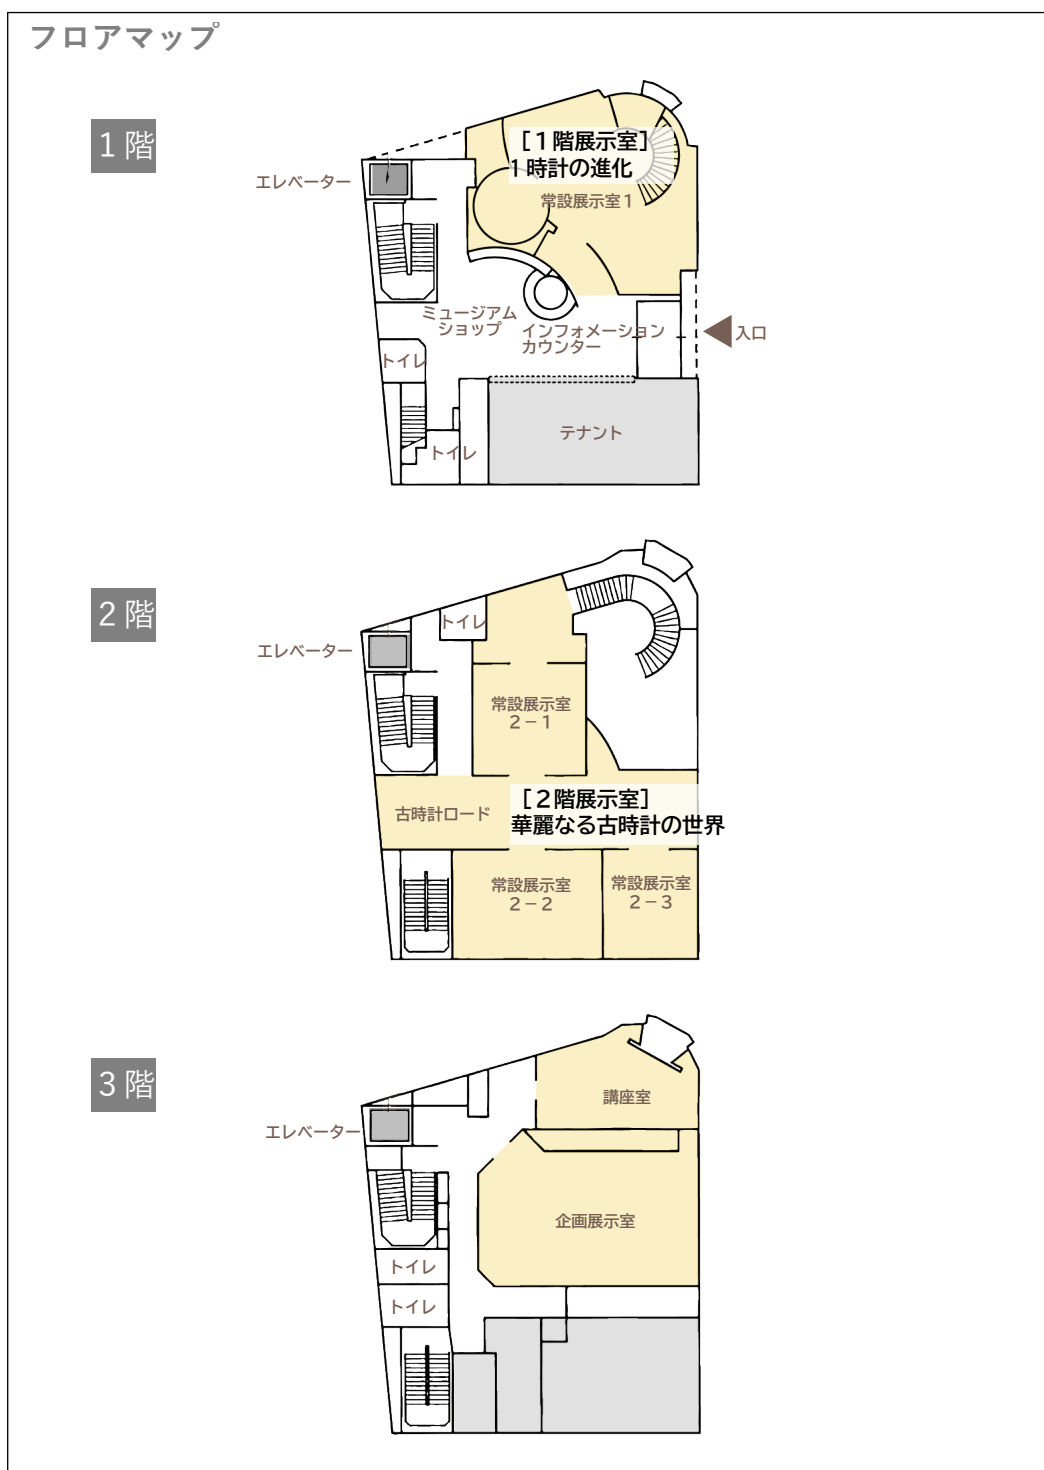 フロアマップ
1階
[1階展示室]
1時計の進化
エレベーター
常設展示室1
ミュージアム
ショップ
インフォメーション
カウンター
入口
トイレ
テナント
トイレ
2階
トイレ
エレベーター
常設展示室
2－1
[2階展示室]
古時計ロード
華麗なる古時計の世界
常設展示室
2－2
常設展示室
2－3
3階
講座室
エレベーター
企画展示室
トイレ
トイレ